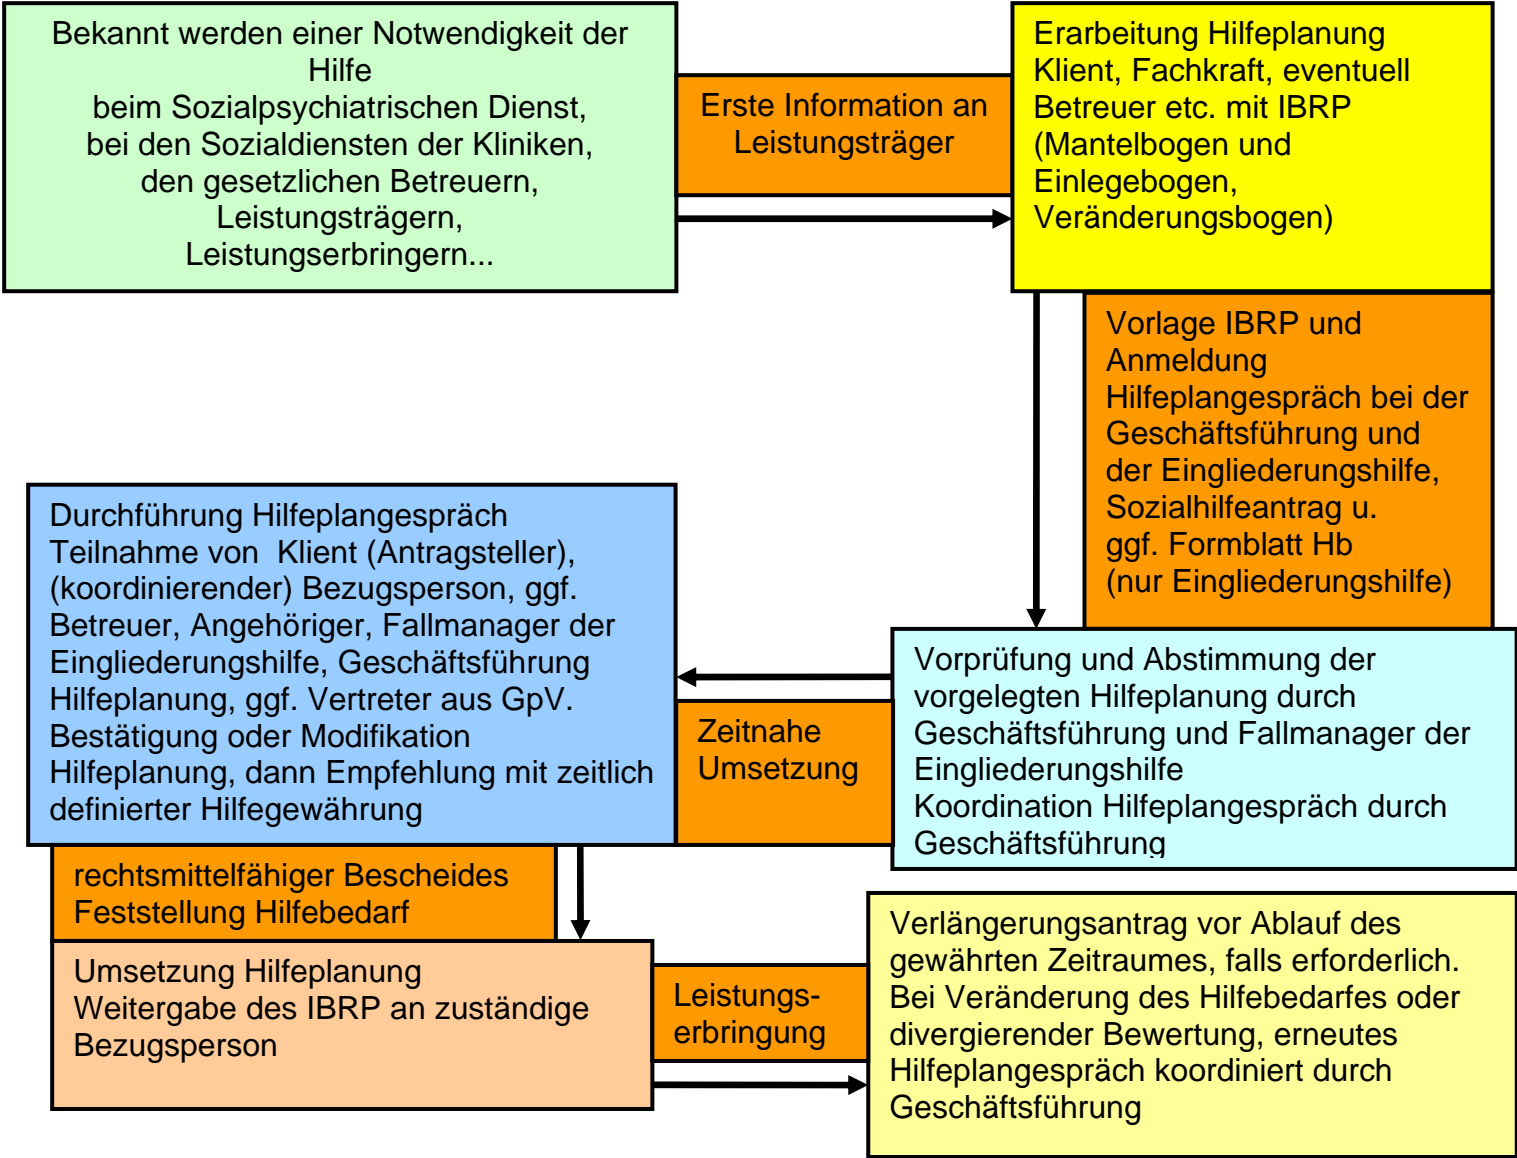 Bekannt werden einer Notwendigkeit der
Hilfe
beim Sozialpsychiatrischen Dienst,
bei den Sozialdiensten der Kliniken,
den gesetzlichen Betreuern,
Leistungsträgern,
Leistungserbringern...
Erste Information an
Leistungsträger
Erarbeitung Hilfeplanung
Klient, Fachkraft, eventuell
Betreuer etc. mit IBRP
(Mantelbogen und
Einlegebogen,
Veränderungsbogen)
Vorlage IBRP und
Anmeldung
Hilfeplangespräch bei der
Geschäftsführung und
der Eingliederungshilfe,
Sozialhilfeantrag u.
ggf. Formblatt Hb
(nur Eingliederungshilfe)
Vorprüfung und Abstimmung der
vorgelegten Hilfeplanung durch
Geschäftsführung und Fallmanager der
Eingliederungshilfe
Koordination Hilfeplangespräch durch
Geschäftsführung
Zeitnahe
Umsetzung
Durchführung Hilfeplangespräch
Teilnahme von  Klient (Antragsteller),
(koordinierender) Bezugsperson, ggf.
Betreuer, Angehöriger, Fallmanager der
Eingliederungshilfe, Geschäftsführung
Hilfeplanung, ggf. Vertreter aus GpV.
Bestätigung oder Modifikation
Hilfeplanung, dann Empfehlung mit zeitlich
definierter Hilfegewährung
rechtsmittelfähiger Bescheides
Feststellung Hilfebedarf
Umsetzung Hilfeplanung
Weitergabe des IBRP an zuständige
Bezugsperson
Leistungs-
erbringung
Verlängerungsantrag vor Ablauf des
gewährten Zeitraumes, falls erforderlich.
Bei Veränderung des Hilfebedarfes oder
divergierender Bewertung, erneutes
Hilfeplangespräch koordiniert durch
Geschäftsführung